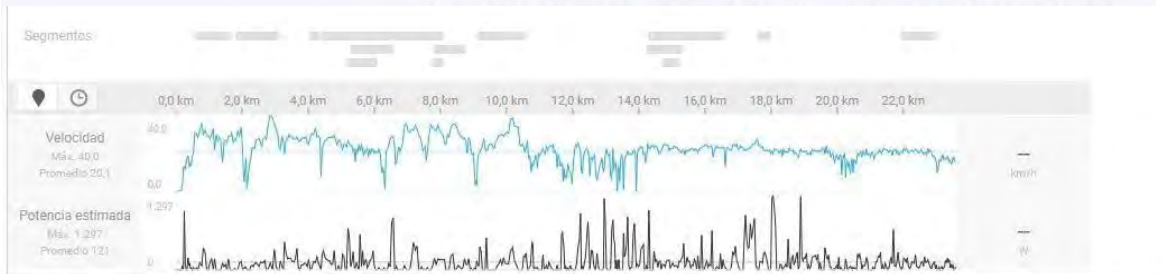 Segmentos
0,0 km 2,0 km 4,0 km 6,0 km 8,0 km 10,0 km 12,0 km 14,0 km 16,0 km 18,0 km 20,0 km 22,0 km
Velocidad
Máx. 40,0
Promedio 20,1
40,0
0,0
km/h
Potencia estimada
Máx. 1.297
Promedio 121
1.297
0
W